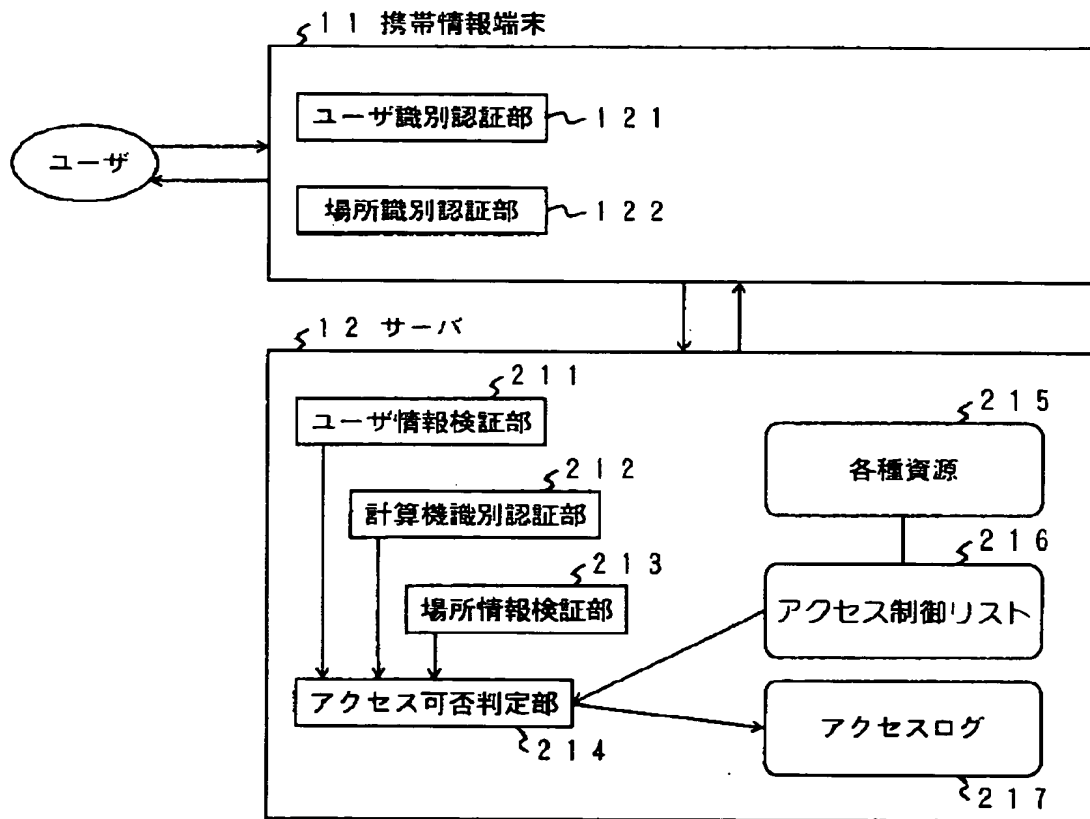 11 携帯情報端末
ユーザ識別認証部 121
ユーザ
場所識別認証部 122
12 サーバ
211
ユーザ情報検証部
215
各種資源
212
計算機識別認証部
216
213
アクセス制御リスト
場所情報検証部
アクセス可否判定部
214
アクセスログ
217